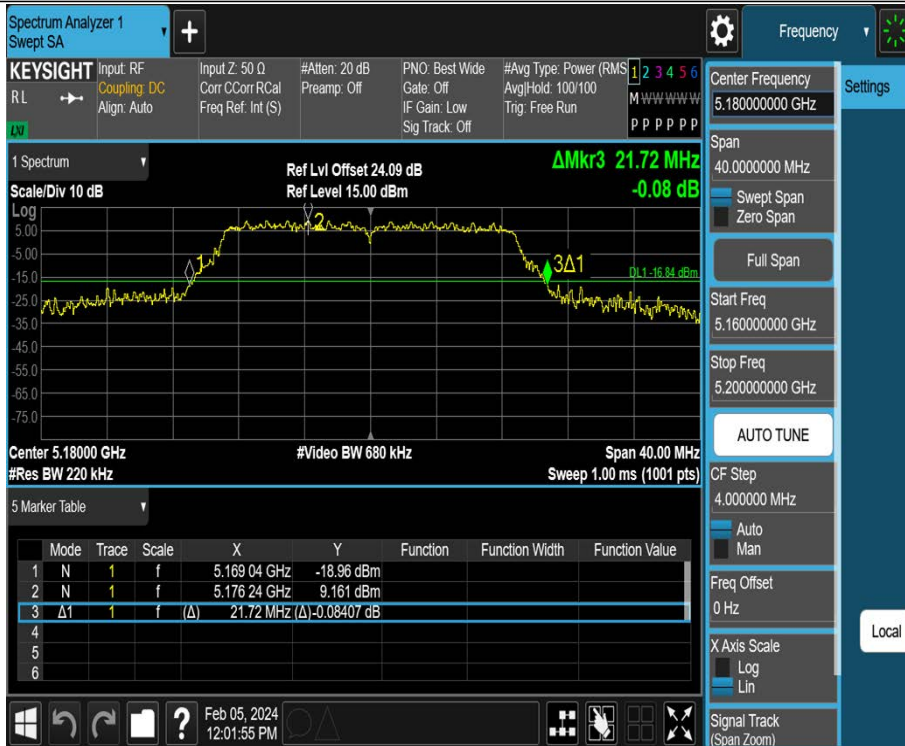 Spectrum Analyzer 1
Swept SA
+
Frequency
KEYSIGHT
RL
LXI
Input: RF
Coupling: DC
Align: Auto
Input Z: 50 Ω
Corr CCorr RCal
Freq Ref: Int (S)
#Atten: 20 dB
Preamp: Off
PNO: Best Wide
Gate: Off
IF Gain: Low
Sig Track: Off
#Avg Type: Power (RMS
Avg|Hold: 100/100
Trig: Free Run
1 2 3 4 5 6
M W W W W W
P P P P P P
1 Spectrum
Scale/Div 10 dB
Ref Lvl Offset 24.09 dB
Ref Level 15.00 dBm
ΔMkr3 21.72 MHz
-0.08 dB
Log
5.00
-5.00
-15.0
-25.0
-35.0
-45.0
-55.0
-65.0
-75.0
1
2
3Δ1
DL1 -16.84 dBm
Center 5.18000 GHz
#Res BW 220 kHz
#Video BW 680 kHz
Span 40.00 MHz
Sweep 1.00 ms (1001 pts)
5 Marker Table
Mode Trace Scale X Y Function Function Width Function Value
1 N 1 f 5.169 04 GHz -18.96 dBm
2 N 1 f 5.176 24 GHz 9.161 dBm
3 Δ1 1 f (Δ) 21.72 MHz (Δ) -0.08407 dB
4
5
6
?
Feb 05, 2024
12:01:55 PM
Center Frequency
5.180000000 GHz
Span
40.0000000 MHz
Swept Span
Zero Span
Full Span
Start Freq
5.160000000 GHz
Stop Freq
5.200000000 GHz
AUTO TUNE
CF Step
4.000000 MHz
Auto
Man
Freq Offset
0 Hz
X Axis Scale
Log
Lin
Signal Track
(Span Zoom)
Settings
Local